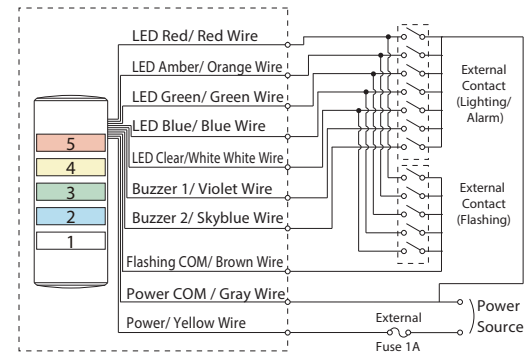 LED Red/ Red Wire
LED Amber/ Orange Wire
LED Green/ Green Wire
LED Blue/ Blue Wire
LED Clear/White White Wire
Buzzer 1/ Violet Wire
Buzzer 2/ Skyblue Wire
Flashing COM/ Brown Wire
Power COM / Gray Wire
Power/ Yellow Wire
5
4
3
2
1
External
Contact
(Lighting/
Alarm)
External
Contact
(Flashing)
External
Fuse 1A
Power
Source